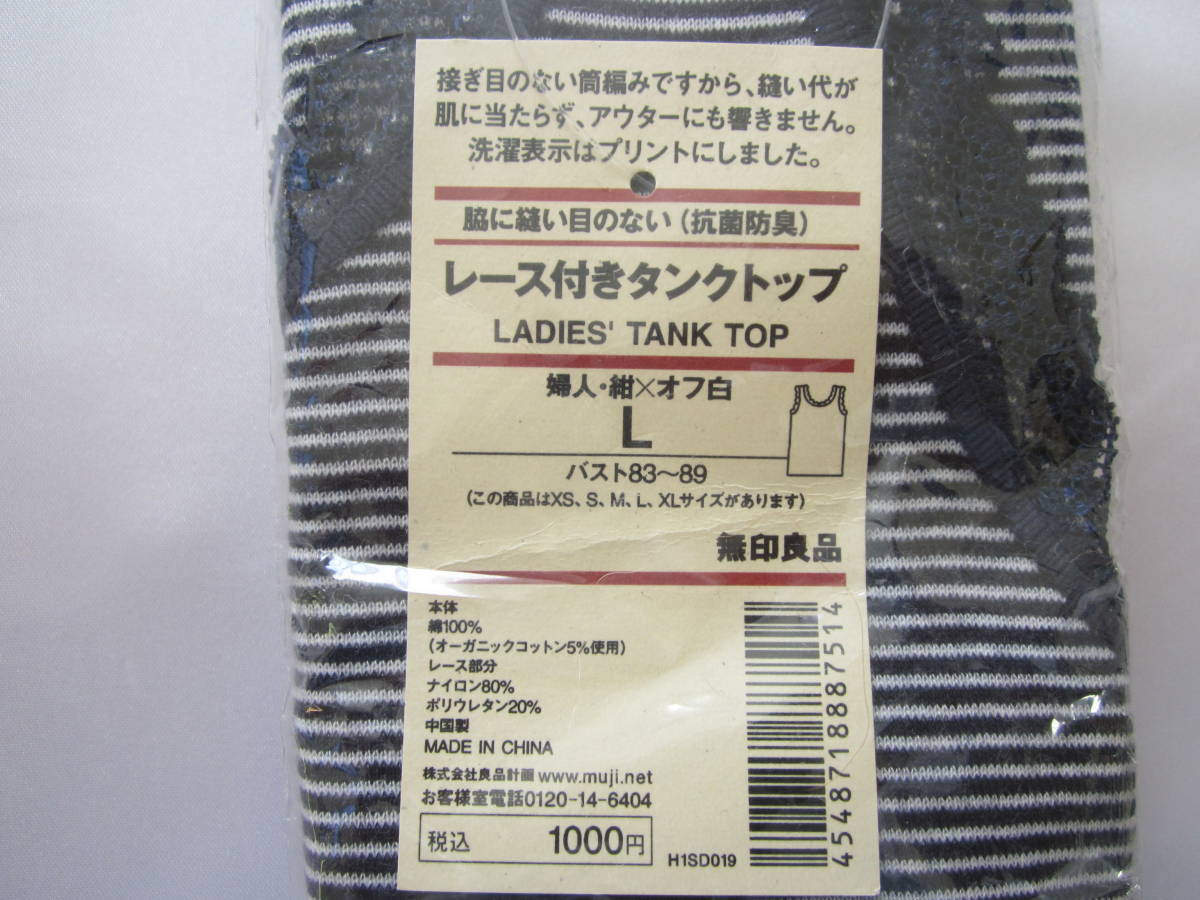 接ぎ目のない筒編みですから、縫い代が
肌に当たらず、アウターにも響きません。
洗濯表示はプリントにしました。
脇に縫い目のない（抗菌防臭）
レース付きタンクトップ
LADIES' TANK TOP
婦人・紺×オフ白
L
バスト83〜89
（この商品はXS、S、M、L、XLサイズがあります）
無印良品
本体
綿100%
（オーガニックコットン5%使用）
レース部分
ナイロン80%
ポリウレタン20%
中国製
MADE IN CHINA
株式会社良品計画 www.muji.net
お客様室電話0120-14-6404
税込 1000円
H1SD019
4548718887514